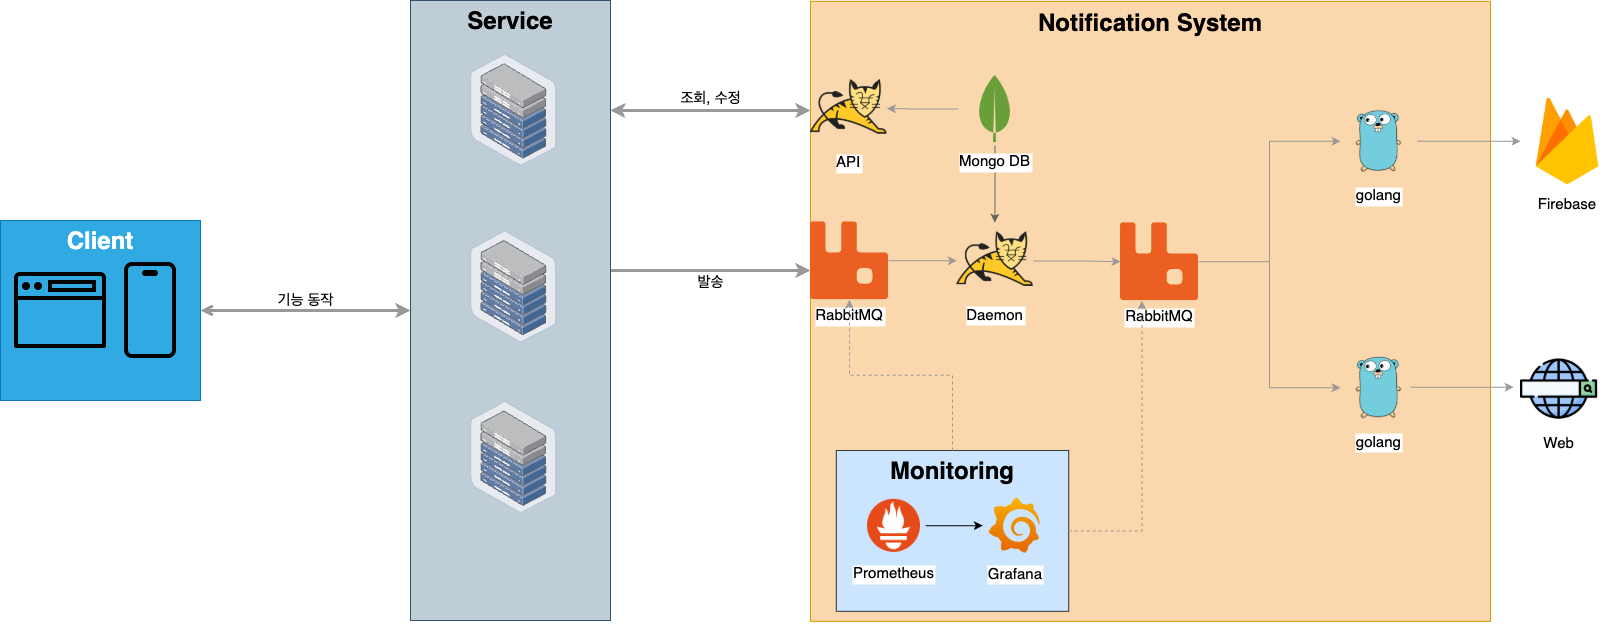 Service
Notification System
조회, 수정
API
Mongo DB
golang
Firebase
Client
기능 동작
발송
RabbitMQ
Daemon
RabbitMQ
golang
Web
Monitoring
Prometheus
Grafana